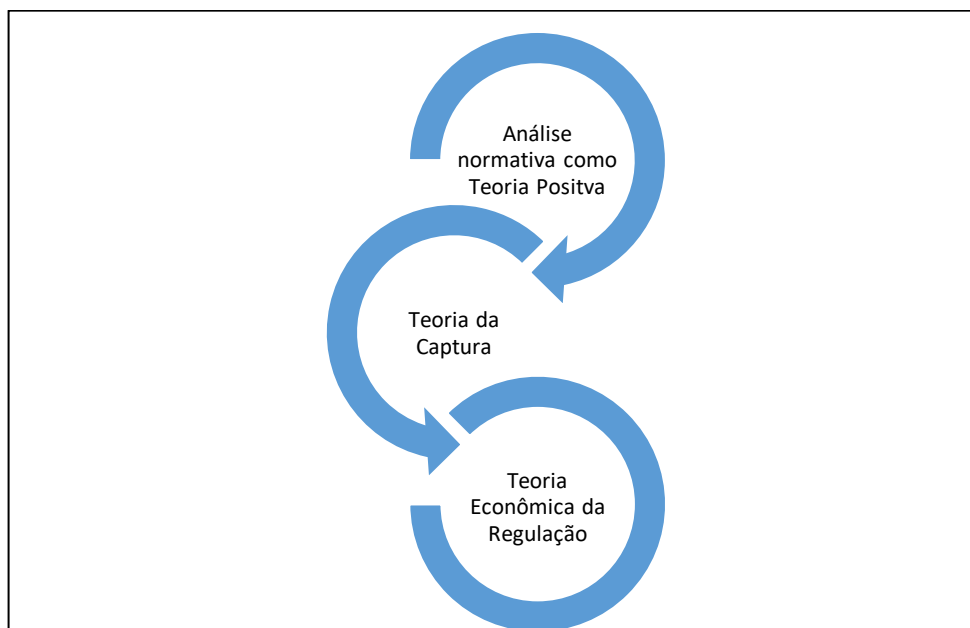 Análise
normativa como
Teoria Positva
Teoria da
Captura
Teoria
Econômica da
Regulação